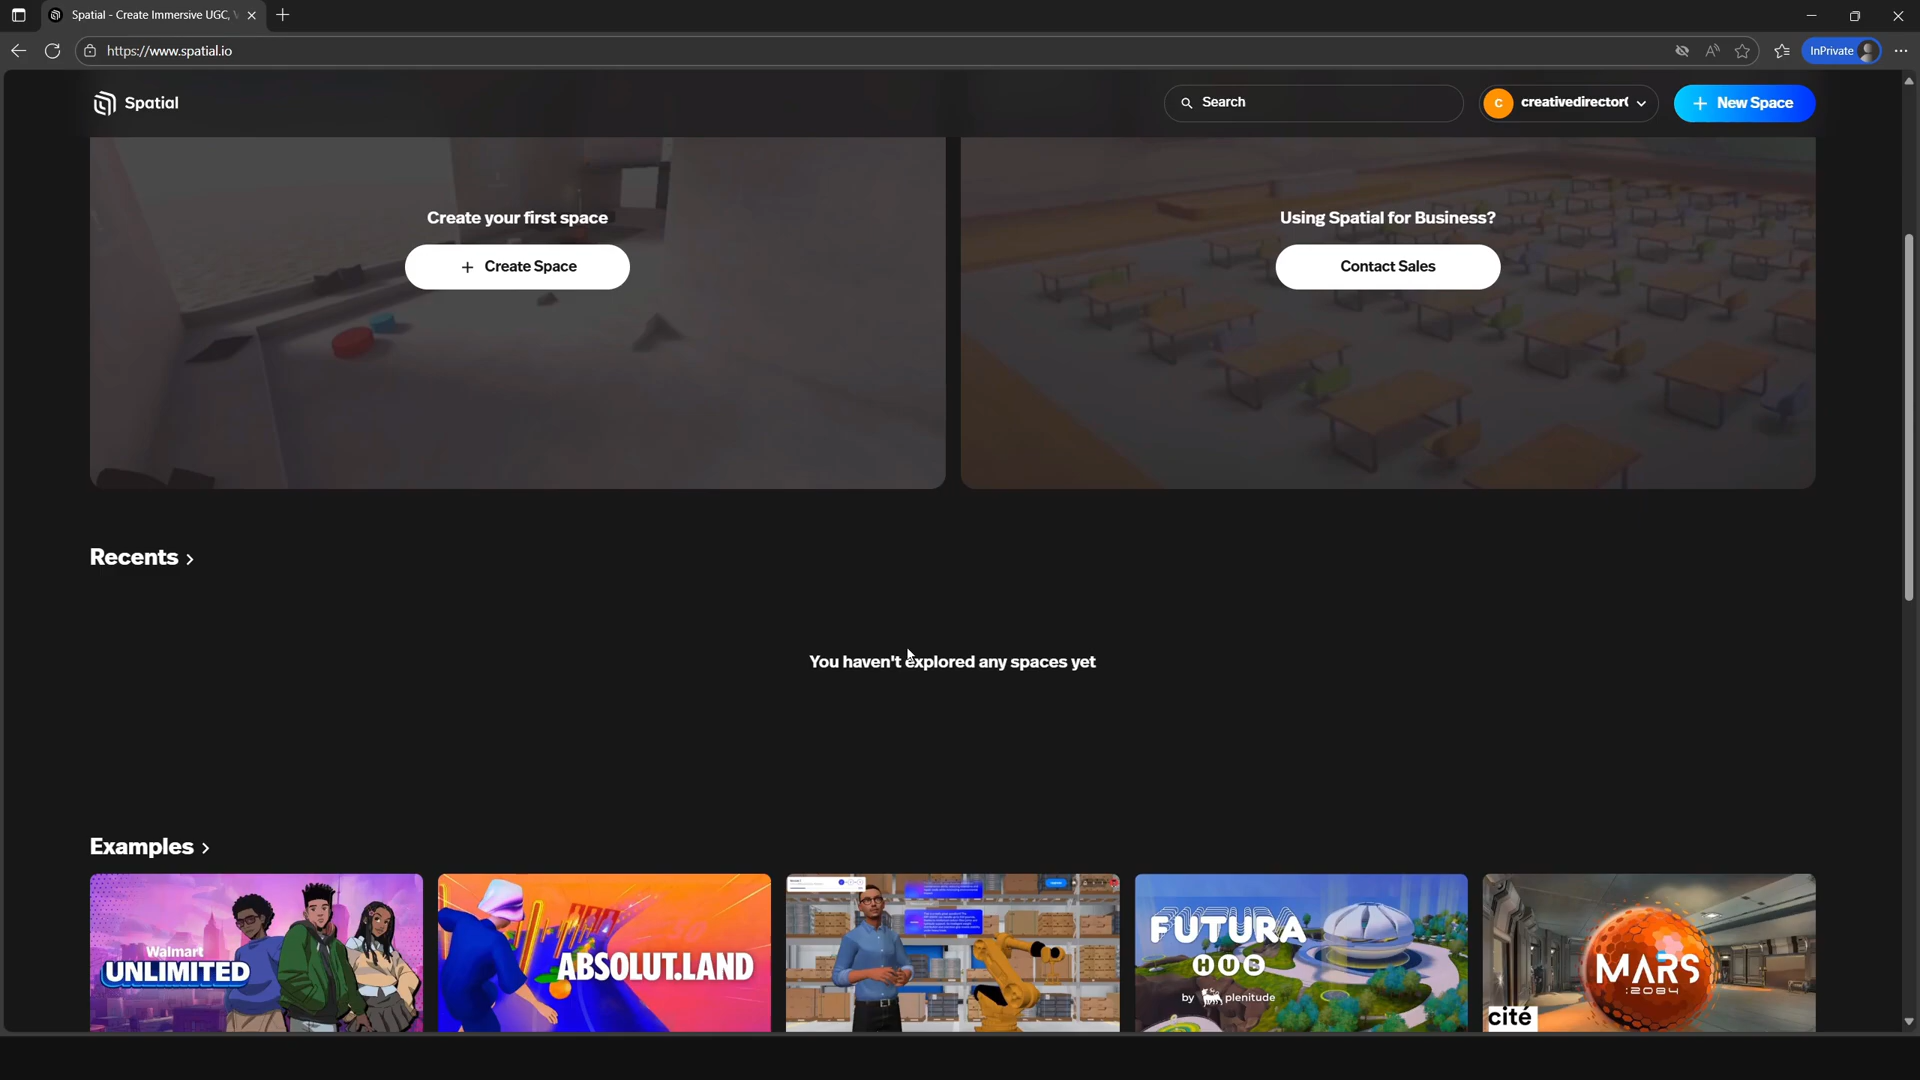 Spatial - Create Immersive UGC,
https://www.spatial.io
InPrivate
Spatial
Search
C
creativedirector(
+ New Space
Create your first space
+ Create Space
Using Spatial for Business?
Contact Sales
Recents >
You haven't explored any spaces yet
Examples >
Walmart
UNLIMITED
ABSOLUT.LAND
FUTURA
HUB
by plenitude
MARS
:2084
cité